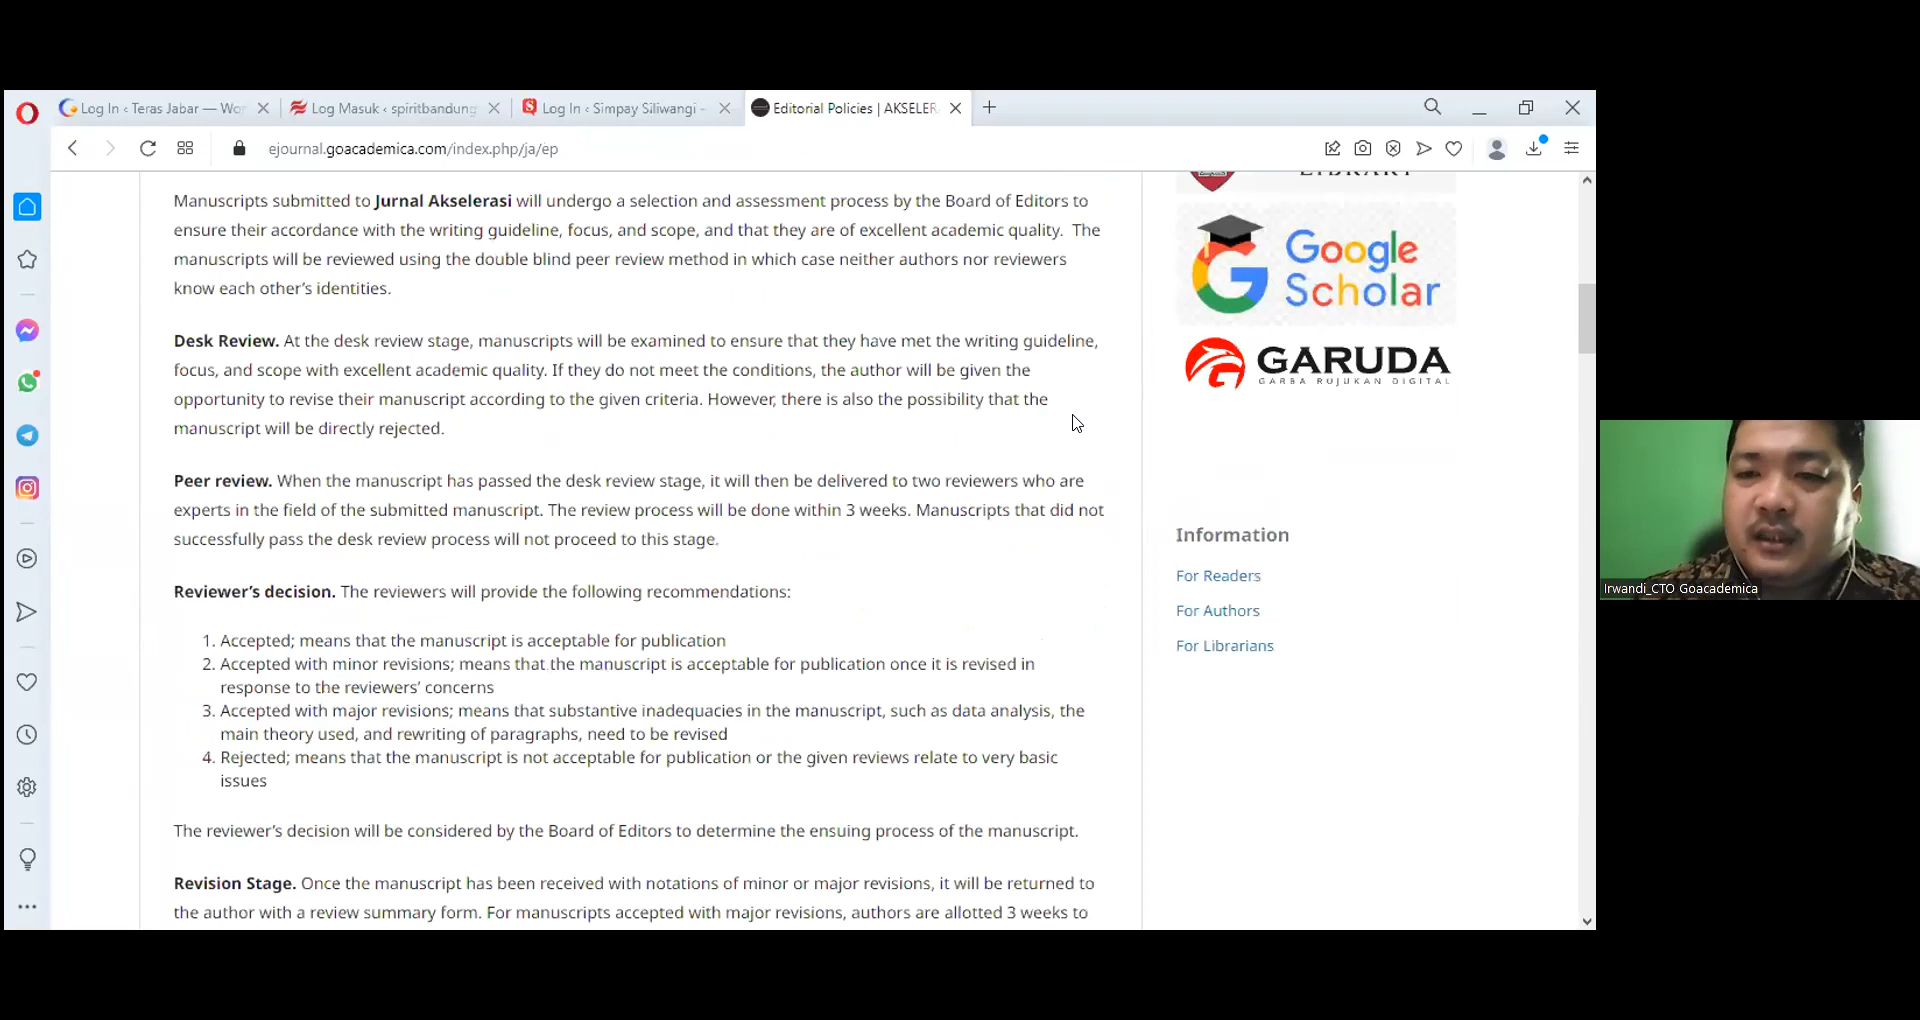 Log In ‹ Teras Jabar — Wor
Log Masuk ‹ spiritbandung
Log In ‹ Simpay Siliwangi –
Editorial Policies | AKSELER
ejournal.goacademica.com/index.php/ja/ep
Manuscripts submitted to Jurnal Akselerasi will undergo a selection and assessment process by the Board of Editors to
ensure their accordance with the writing guideline, focus, and scope, and that they are of excellent academic quality. The
manuscripts will be reviewed using the double blind peer review method in which case neither authors nor reviewers
know each other's identities.
Desk Review. At the desk review stage, manuscripts will be examined to ensure that they have met the writing guideline,
focus, and scope with excellent academic quality. If they do not meet the conditions, the author will be given the
opportunity to revise their manuscript according to the given criteria. However, there is also the possibility that the
manuscript will be directly rejected.
Peer review. When the manuscript has passed the desk review stage, it will then be delivered to two reviewers who are
experts in the field of the submitted manuscript. The review process will be done within 3 weeks. Manuscripts that did not
successfully pass the desk review process will not proceed to this stage.
Reviewer's decision. The reviewers will provide the following recommendations:
1. Accepted; means that the manuscript is acceptable for publication
2. Accepted with minor revisions; means that the manuscript is acceptable for publication once it is revised in
response to the reviewers' concerns
3. Accepted with major revisions; means that substantive inadequacies in the manuscript, such as data analysis, the
main theory used, and rewriting of paragraphs, need to be revised
4. Rejected; means that the manuscript is not acceptable for publication or the given reviews relate to very basic
issues
The reviewer's decision will be considered by the Board of Editors to determine the ensuing process of the manuscript.
Revision Stage. Once the manuscript has been received with notations of minor or major revisions, it will be returned to
the author with a review summary form. For manuscripts accepted with major revisions, authors are allotted 3 weeks to
Google
Scholar
GARUDA
GARBA RUJUKAN DIGITAL
Information
For Readers
For Authors
For Librarians
Irwandi_CTO Goacademica